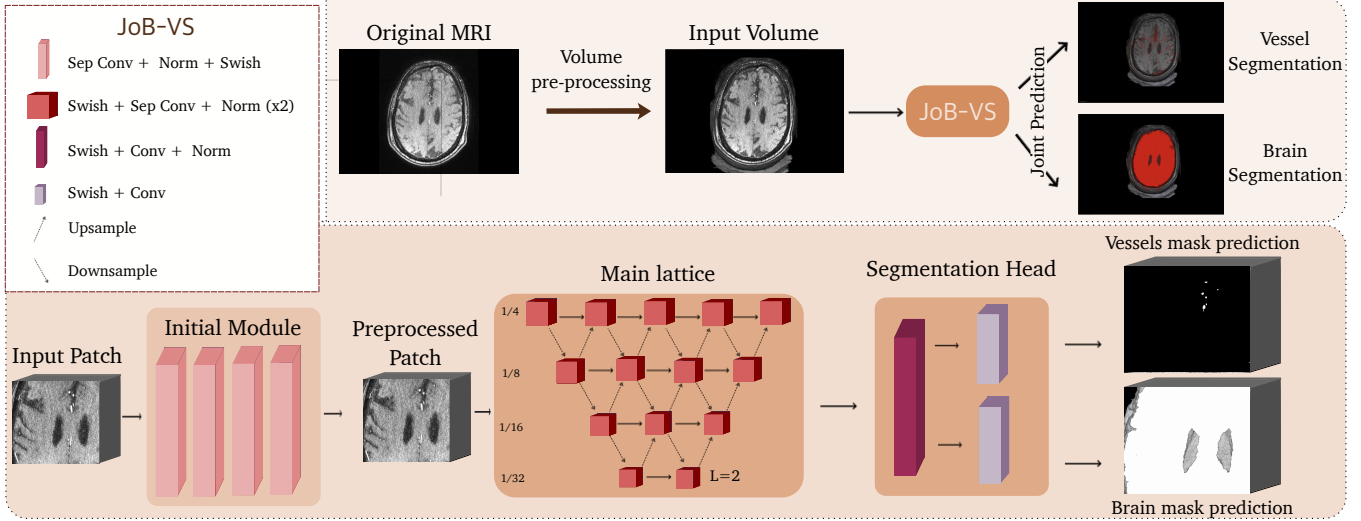 JoB-VS
Sep Conv + Norm + Swish
Swish + Sep Conv + Norm (x2)
Swish + Conv + Norm
Swish + Conv
Upsample
Downsample
Original MRI
Volume
pre-processing
Input Volume
JoB-VS
Joint Prediction
Vessel
Segmentation
Brain
Segmentation
Input Patch
Initial Module
Preprocessed
Patch
Main lattice
1/4
1/8
1/16
1/32
L=2
Segmentation Head
Vessels mask prediction
Brain mask prediction